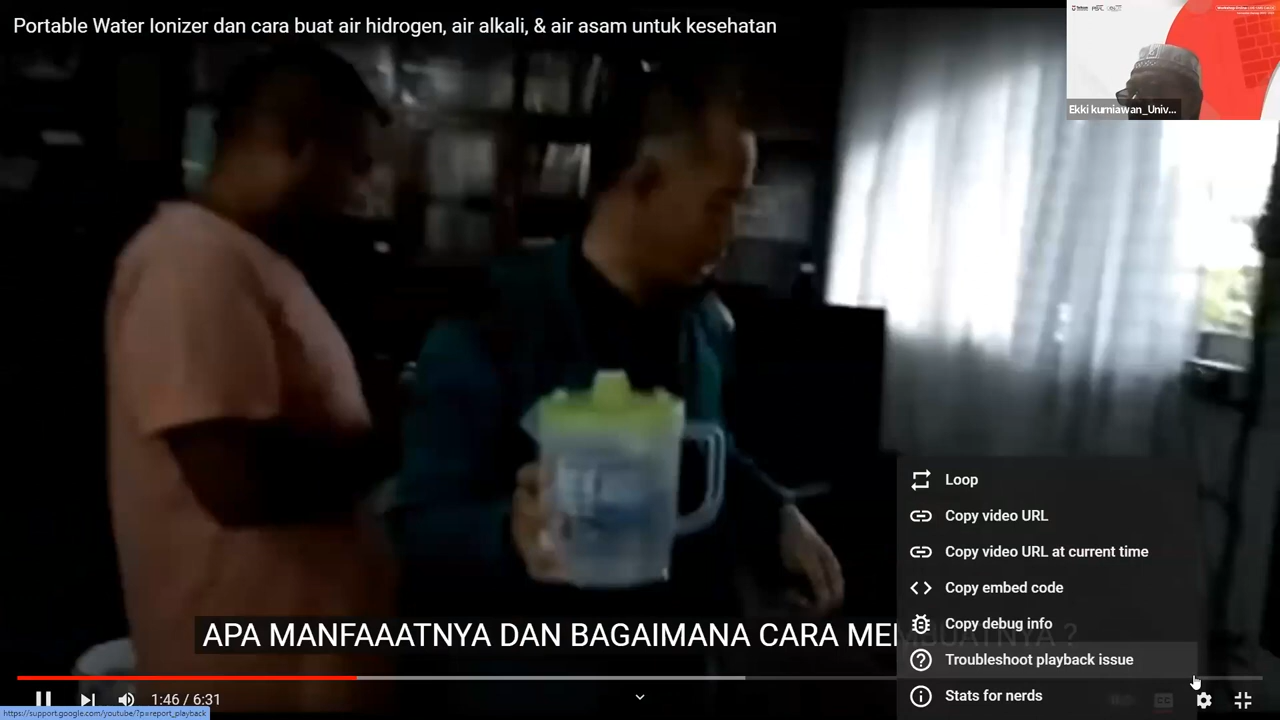 Portable Water Ionizer dan cara buat air hidrogen, air alkali, & air asam untuk kesehatan
Ekki kurniawan_Univ...
Loop
Copy video URL
Copy video URL at current time
Copy embed code
Copy debug info
APA MANFAAATNYA DAN BAGAIMANA CARA MEMBUATNYA ?
Troubleshoot playback issue
Stats for nerds
1:46 / 6:31
https://support.google.com/youtube/?p=report_playback